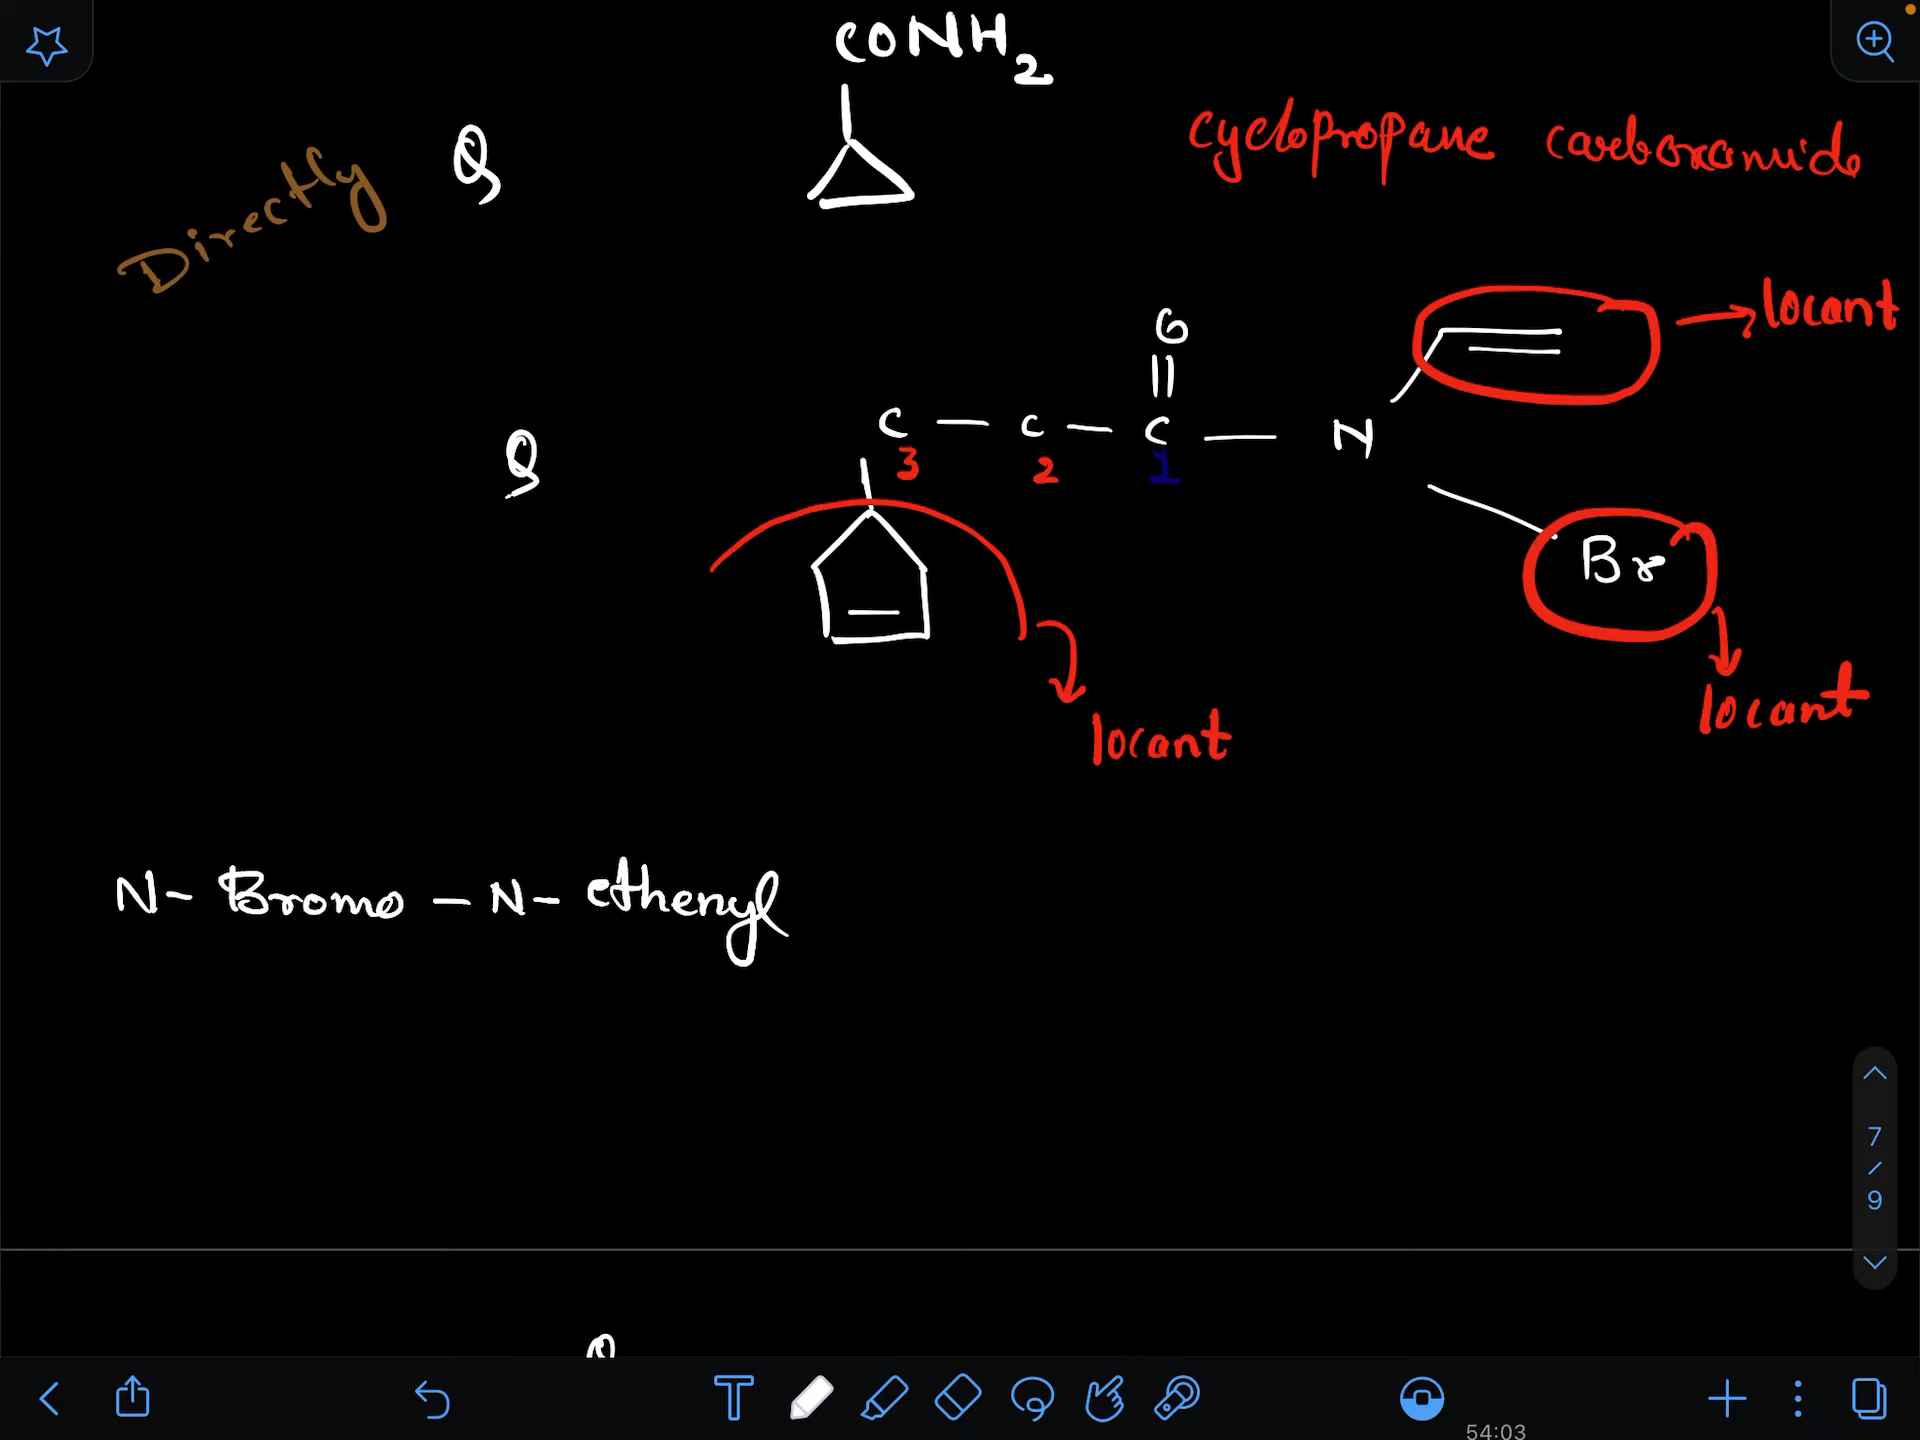 CONH2
Directly Q cyclopropane carboxamide
O
locant
Q C — C — C — N
3 2 1
Br
locant
locant
N- Bromo - N- ethenyl
7
/
9
54:03